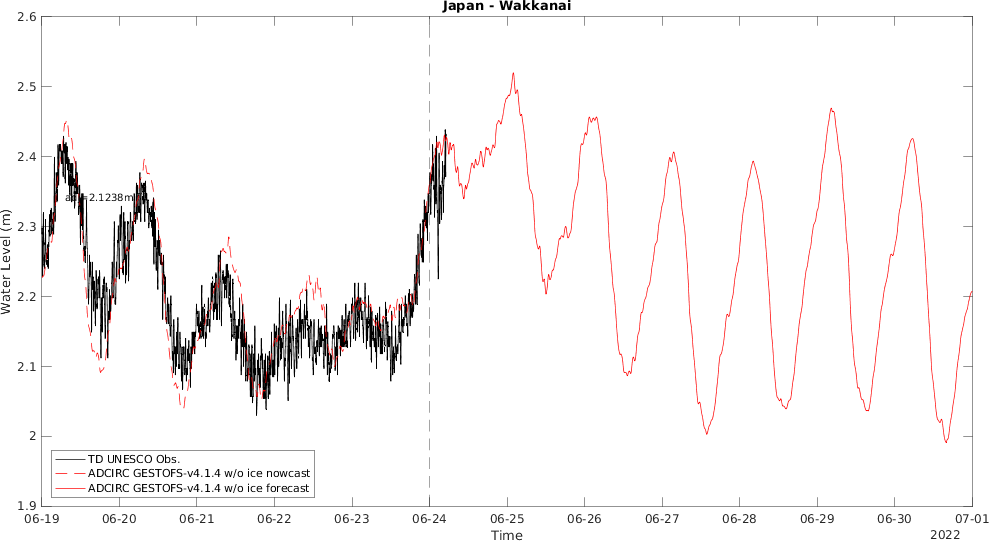 Japan - Wakkanai
2.6
2.5
2.4
2.3
2.2
2.1
2
1.9
Water Level (m)
=2.1238m
TD UNESCO Obs.
ADCIRC GESTOFS-v4.1.4 w/o ice nowcast
ADCIRC GESTOFS-v4.1.4 w/o ice forecast
06-19 06-20 06-21 06-22 06-23 06-24 06-25 06-26 06-27 06-28 06-29 06-30 07-01
Time
2022